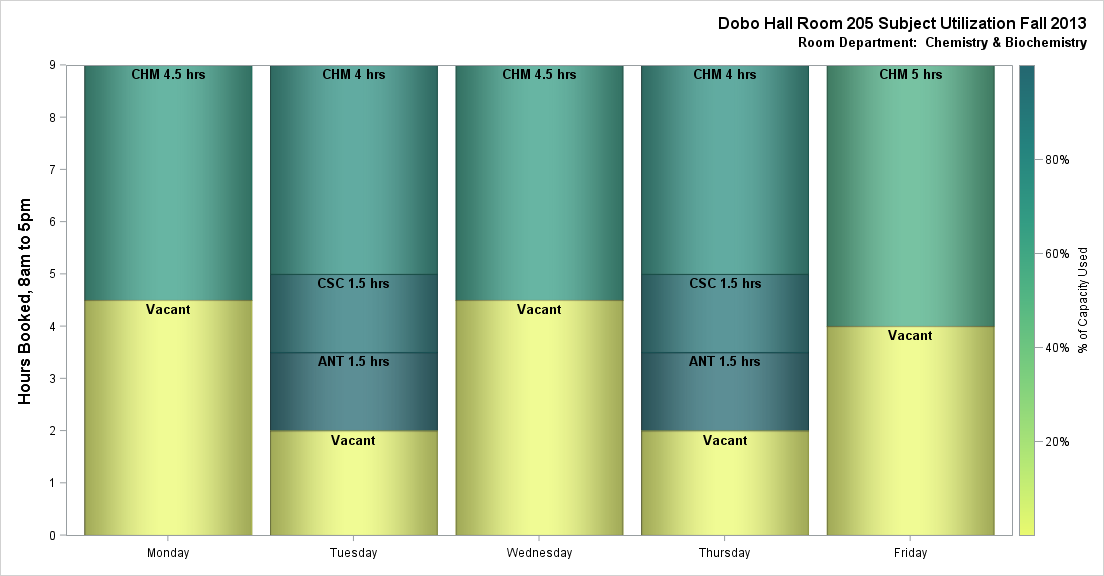 Dobo Hall Room 205 Subject Utilization Fall 2013
Room Department:  Chemistry & Biochemistry
Hours Booked, 8am to 5pm
9
8
7
6
5
4
3
2
1
0
CHM 4.5 hrs
Vacant
CHM 4 hrs
CSC 1.5 hrs
ANT 1.5 hrs
Vacant
CHM 4.5 hrs
Vacant
CHM 4 hrs
CSC 1.5 hrs
ANT 1.5 hrs
Vacant
CHM 5 hrs
Vacant
Monday
Tuesday
Wednesday
Thursday
Friday
80%
60%
40%
20%
% of Capacity Used